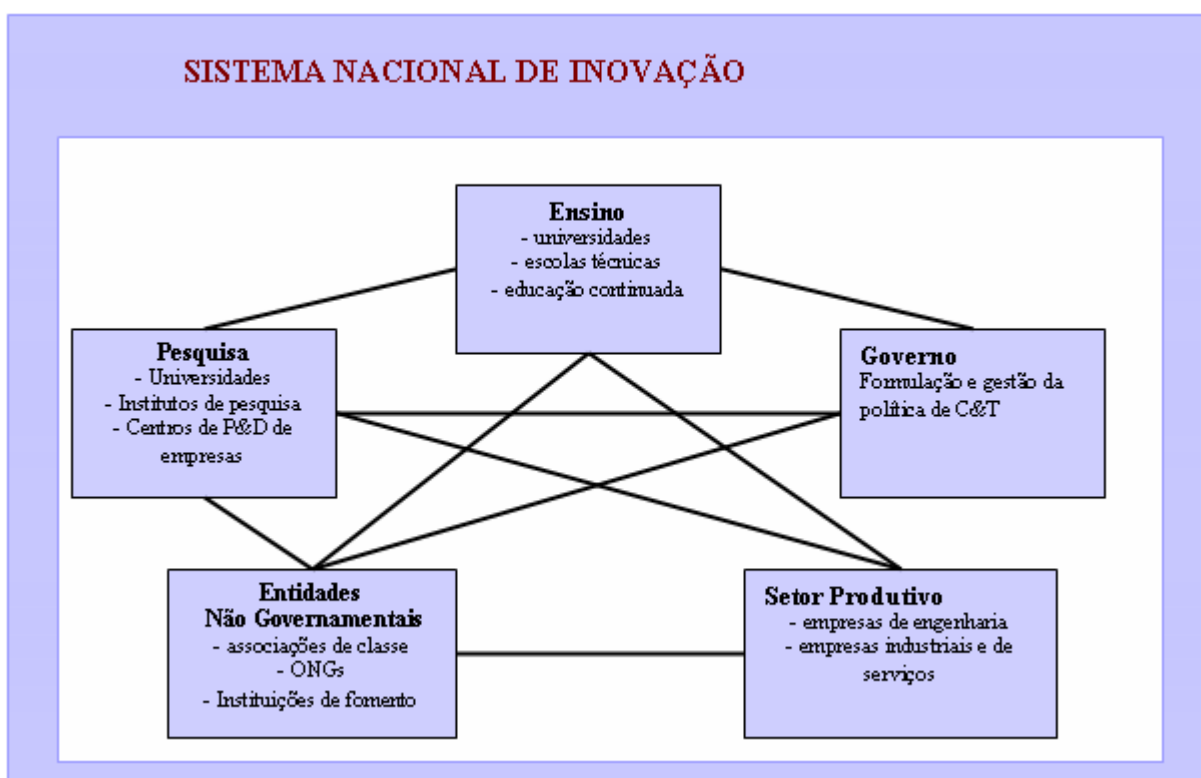 SISTEMA NACIONAL DE INOVAÇÃO
Ensino
- universidades
- escolas técnicas
- educação continuada
Pesquisa
- Universidades
- Institutos de pesquisa
- Centros de P&D de
empresas
Governo
Formulação e gestão da
política de C&T
Entidades
Não Governamentais
- associações de classe
- ONGs
- Instituições de fomento
Setor Produtivo
- empresas de engenharia
- empresas industriais e de
serviços